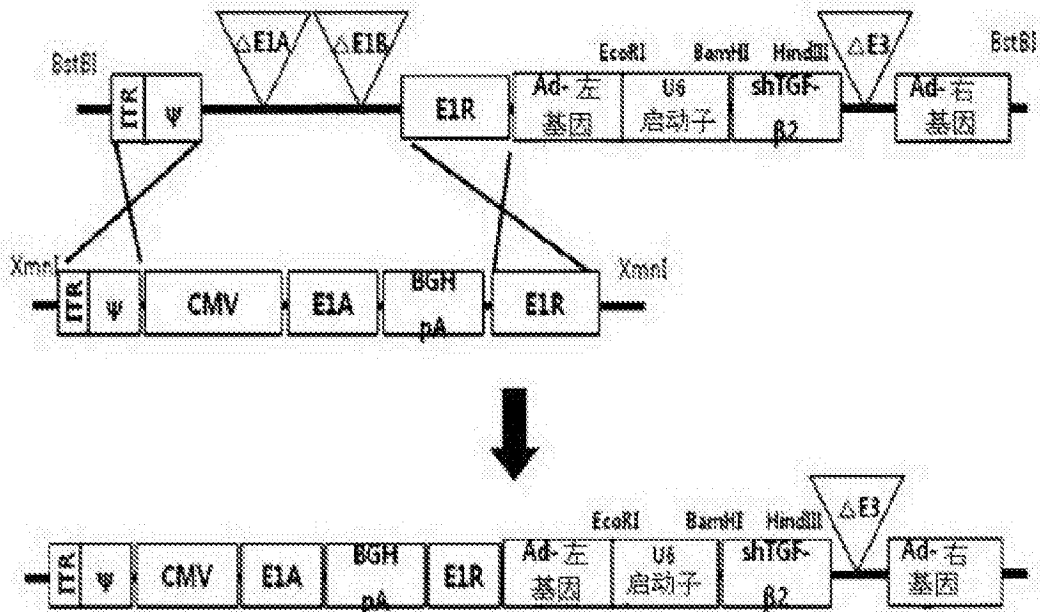 △E1A
△E1B
△E3
BstBI
EcoRI
BamHI
HindIII
BstBI
ITR
Ψ
E1R
Ad- 左
基因
U6
启动子
shTGF-
β2
Ad- 右
基因
XmnI
XmnI
ITR
Ψ
CMV
E1A
BGH
pA
E1R
△E3
EcoRI
BamHI
HindIII
ITR
Ψ
CMV
E1A
BGH
pA
E1R
Ad- 左
基因
U6
启动子
shTGF-
β2
Ad- 右
基因